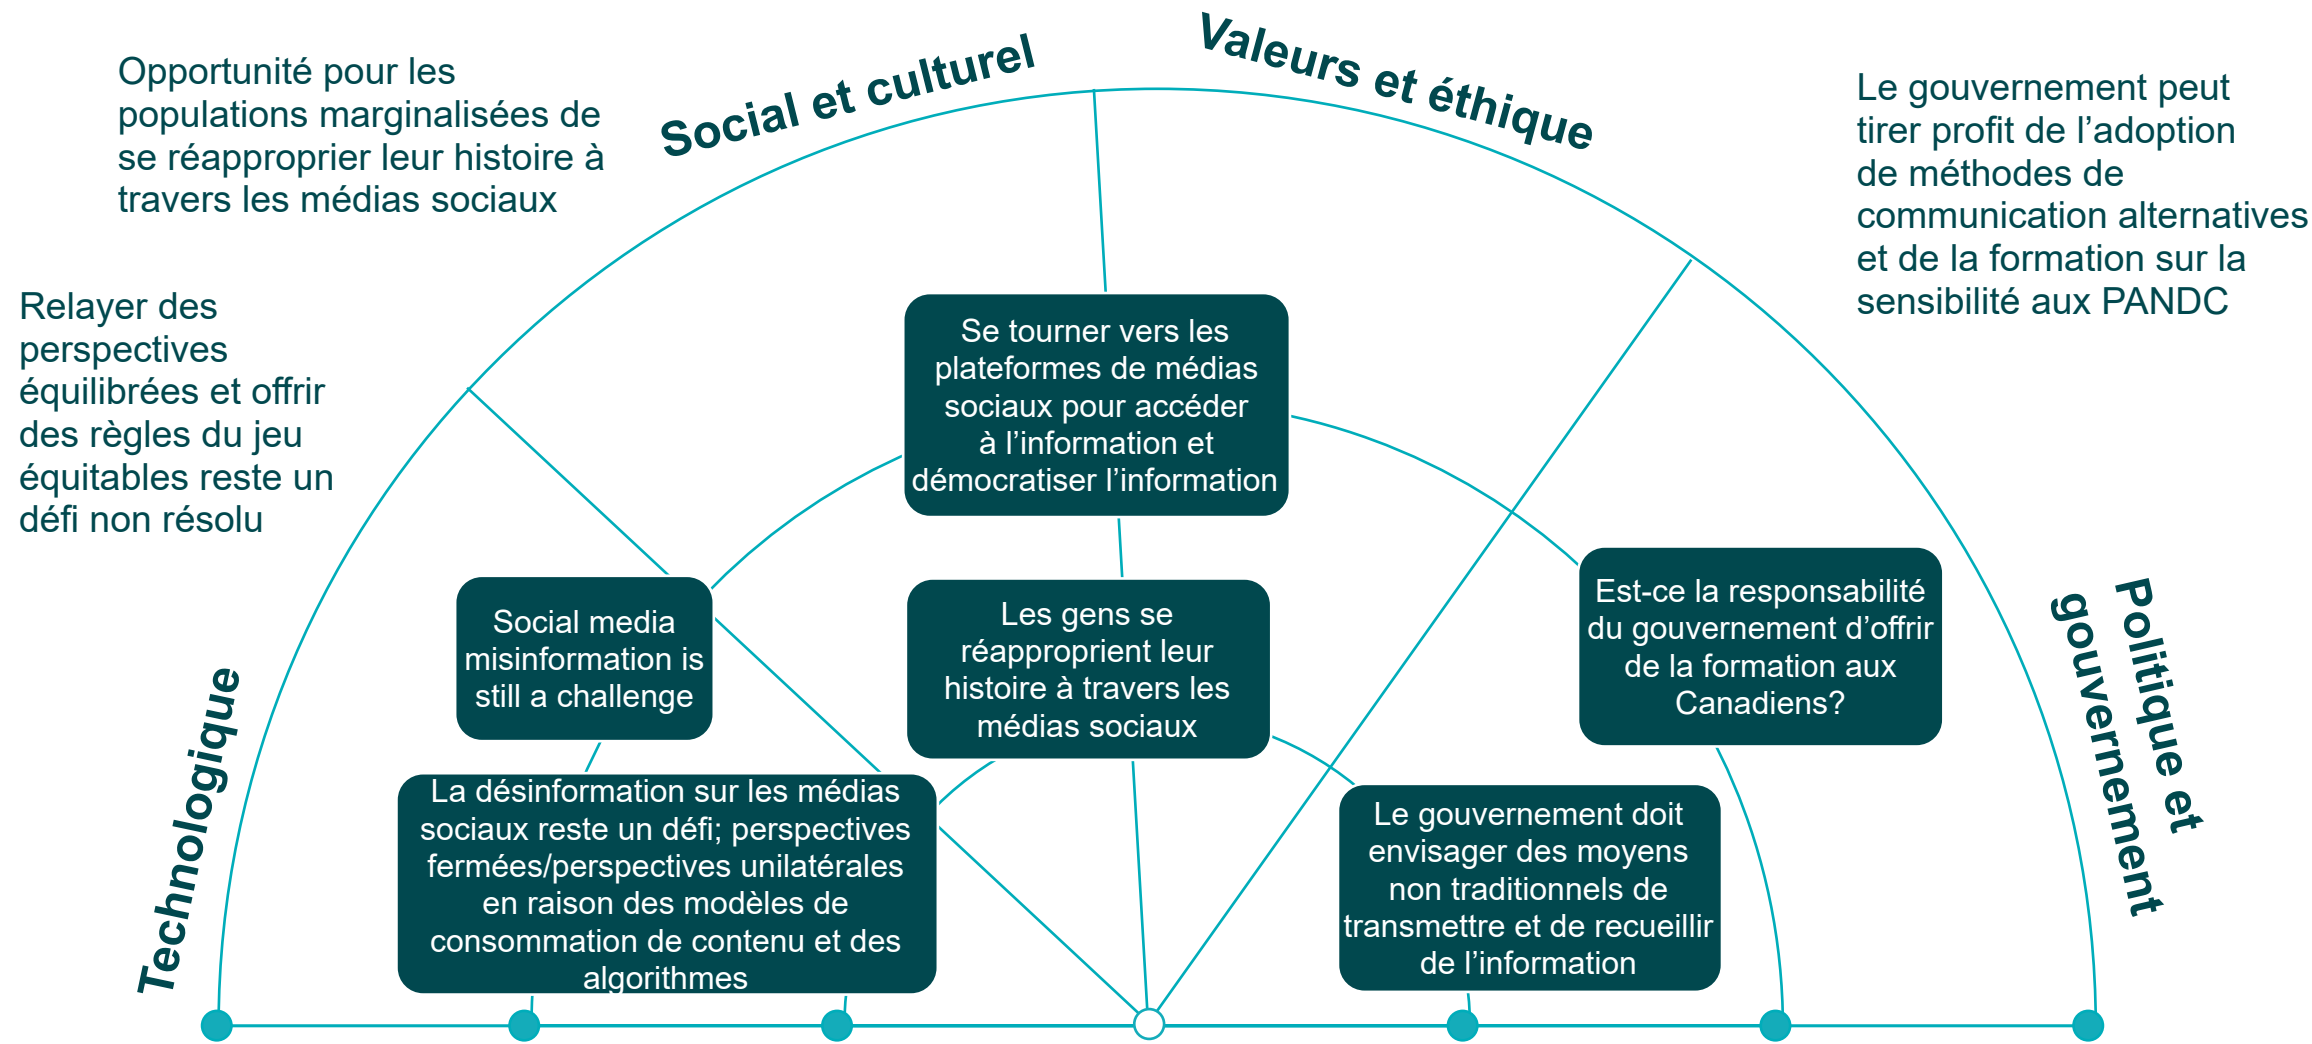 Opportunité pour les
populations marginalisées de
se réapproprier leur histoire à
travers les médias sociaux
Social et culturel
Valeurs et éthique
Le gouvernement peut
tirer profit de l’adoption
de méthodes de
communication alternatives
et de la formation sur la
sensibilité aux PANDC
Relayer des
perspectives
équilibrées et offrir
des règles du jeu
équitables reste un
défi non résolu
Se tourner vers les
plateformes de médias
sociaux pour accéder
à l’information et
démocratiser l’information
Technologique
Social media
misinformation is
still a challenge
Les gens se
réapproprient leur
histoire à travers les
médias sociaux
Est-ce la responsabilité
du gouvernement d’offrir
de la formation aux
Canadiens?
Politique et
gouvernement
La désinformation sur les médias
sociaux reste un défi; perspectives
fermées/perspectives unilatérales
en raison des modèles de
consommation de contenu et des
algorithmes
Le gouvernement doit
envisager des moyens
non traditionnels de
transmettre et de recueillir
de l’information